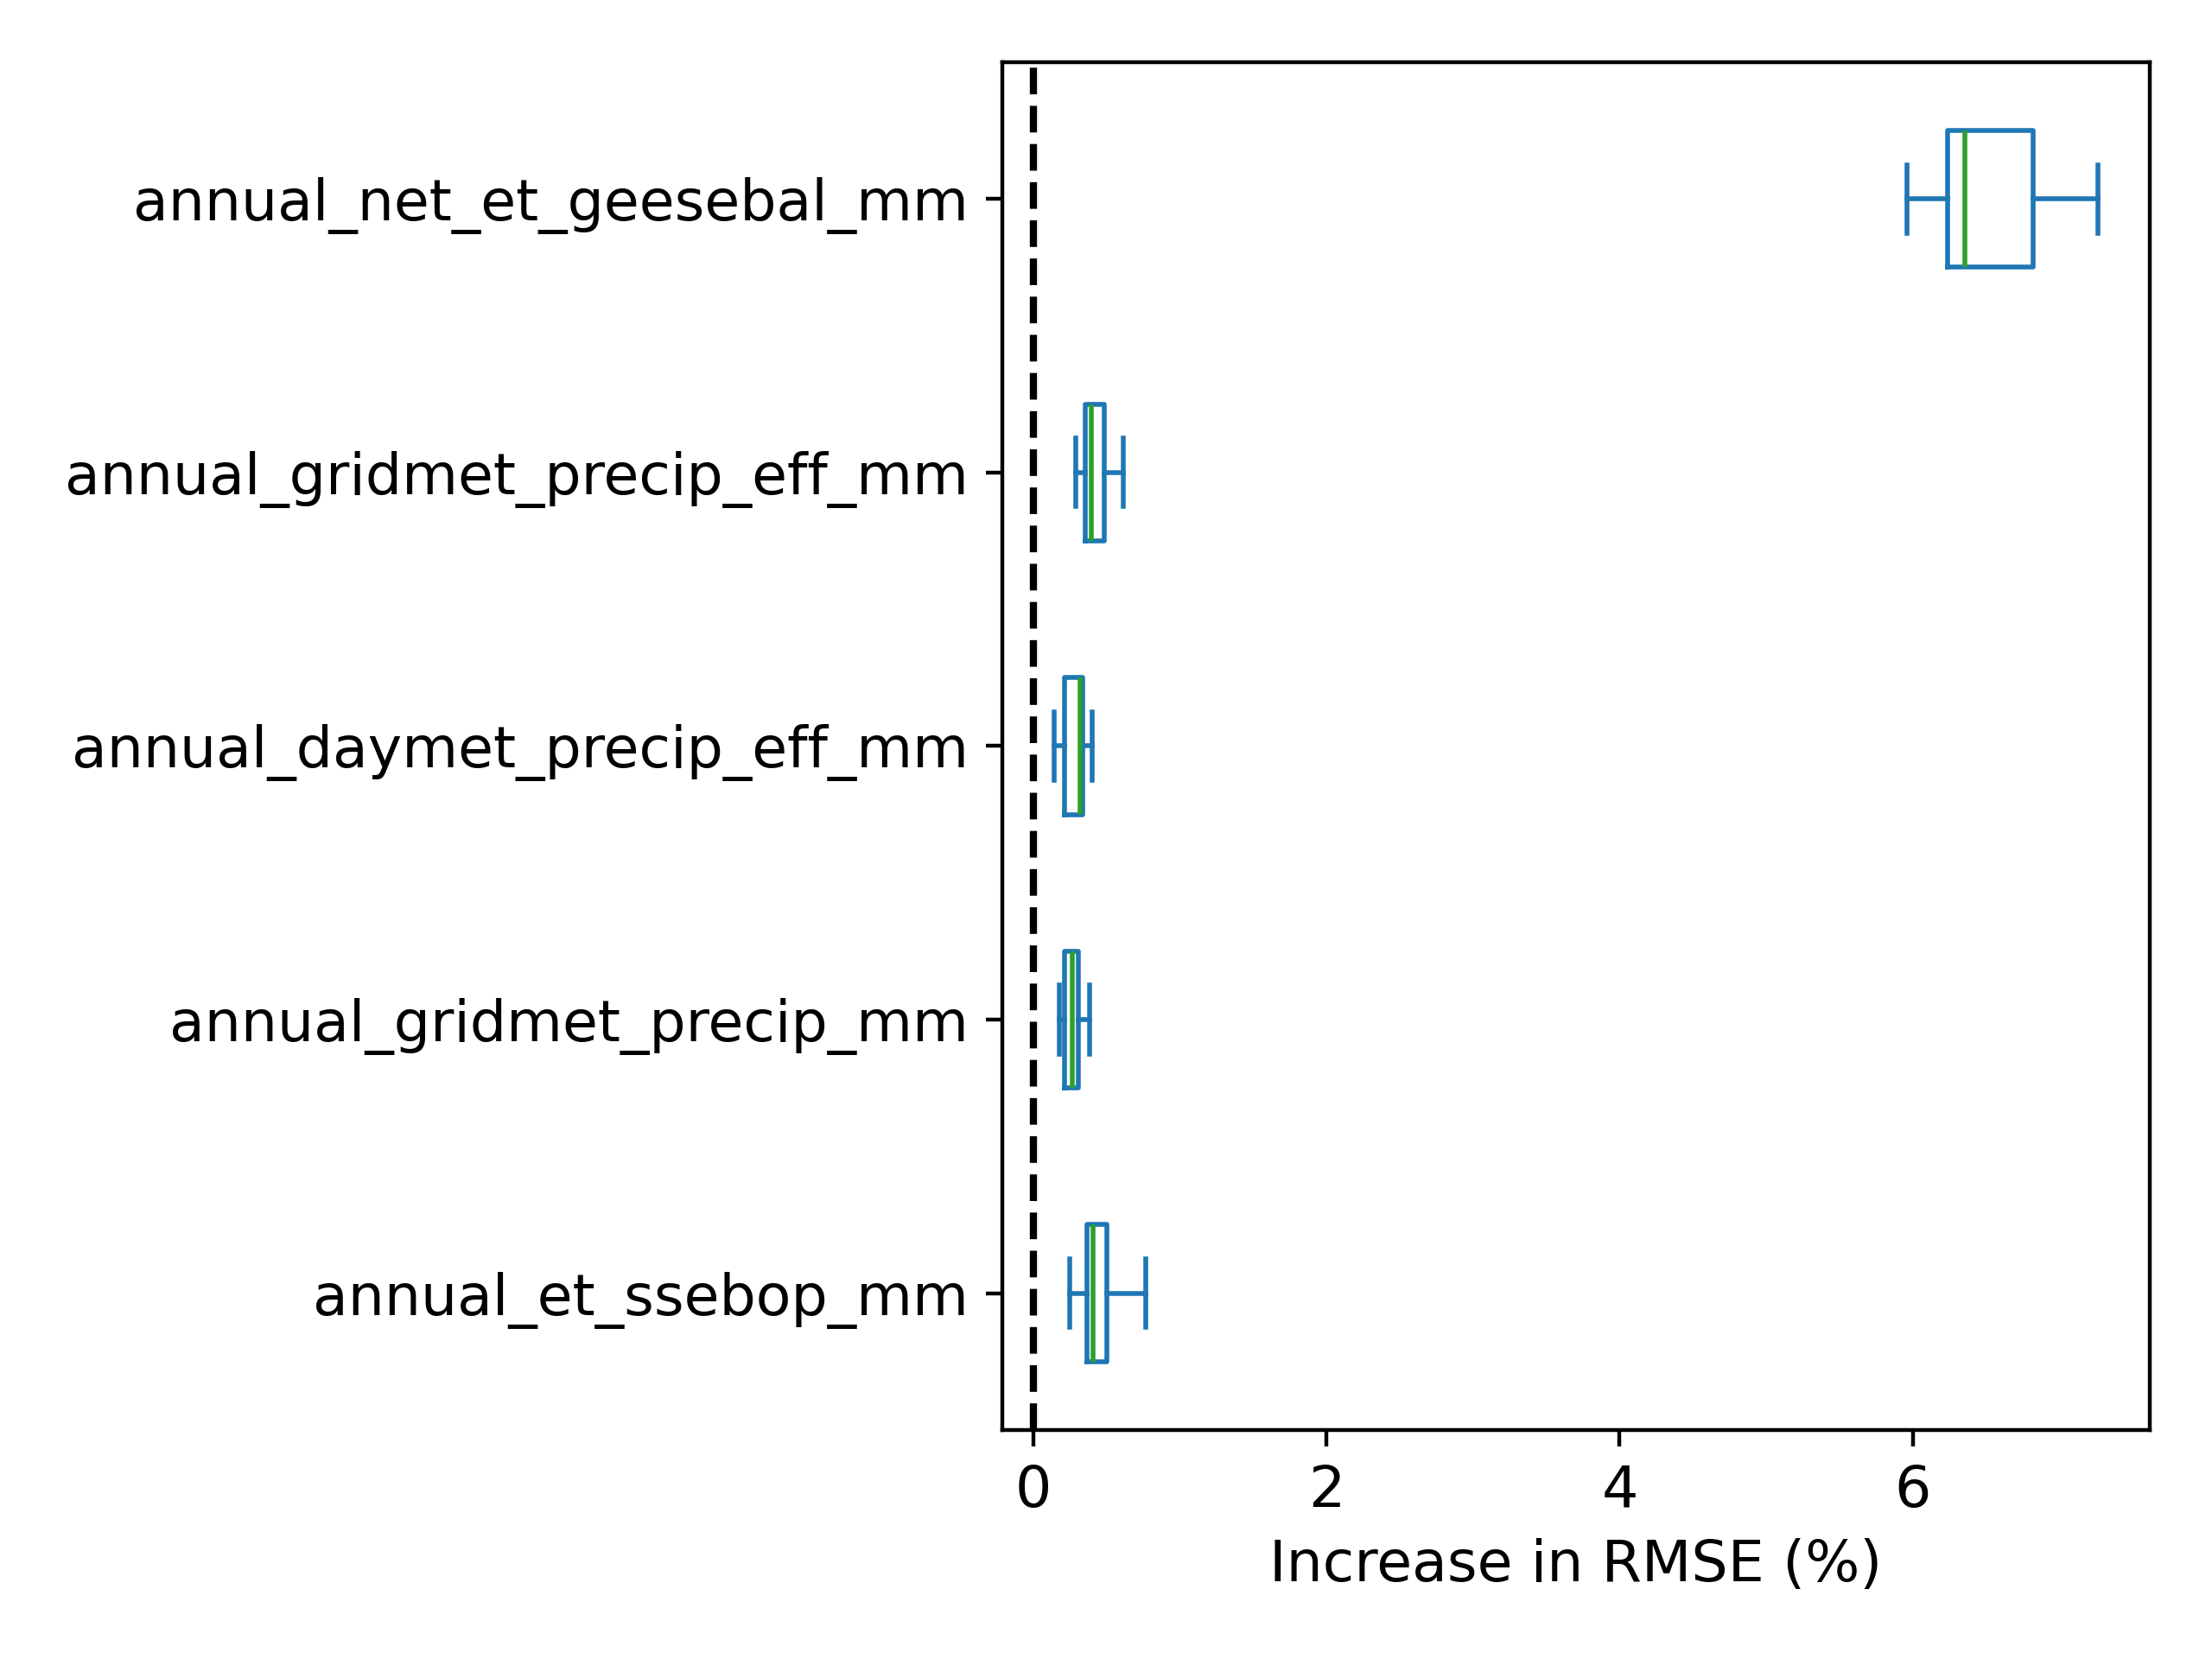 annual_net_et_geesebal_mm
annual_gridmet_precip_eff_mm
annual_daymet_precip_eff_mm
annual_gridmet_precip_mm
annual_et_ssebop_mm
0 2 4 6
Increase in RMSE (%)